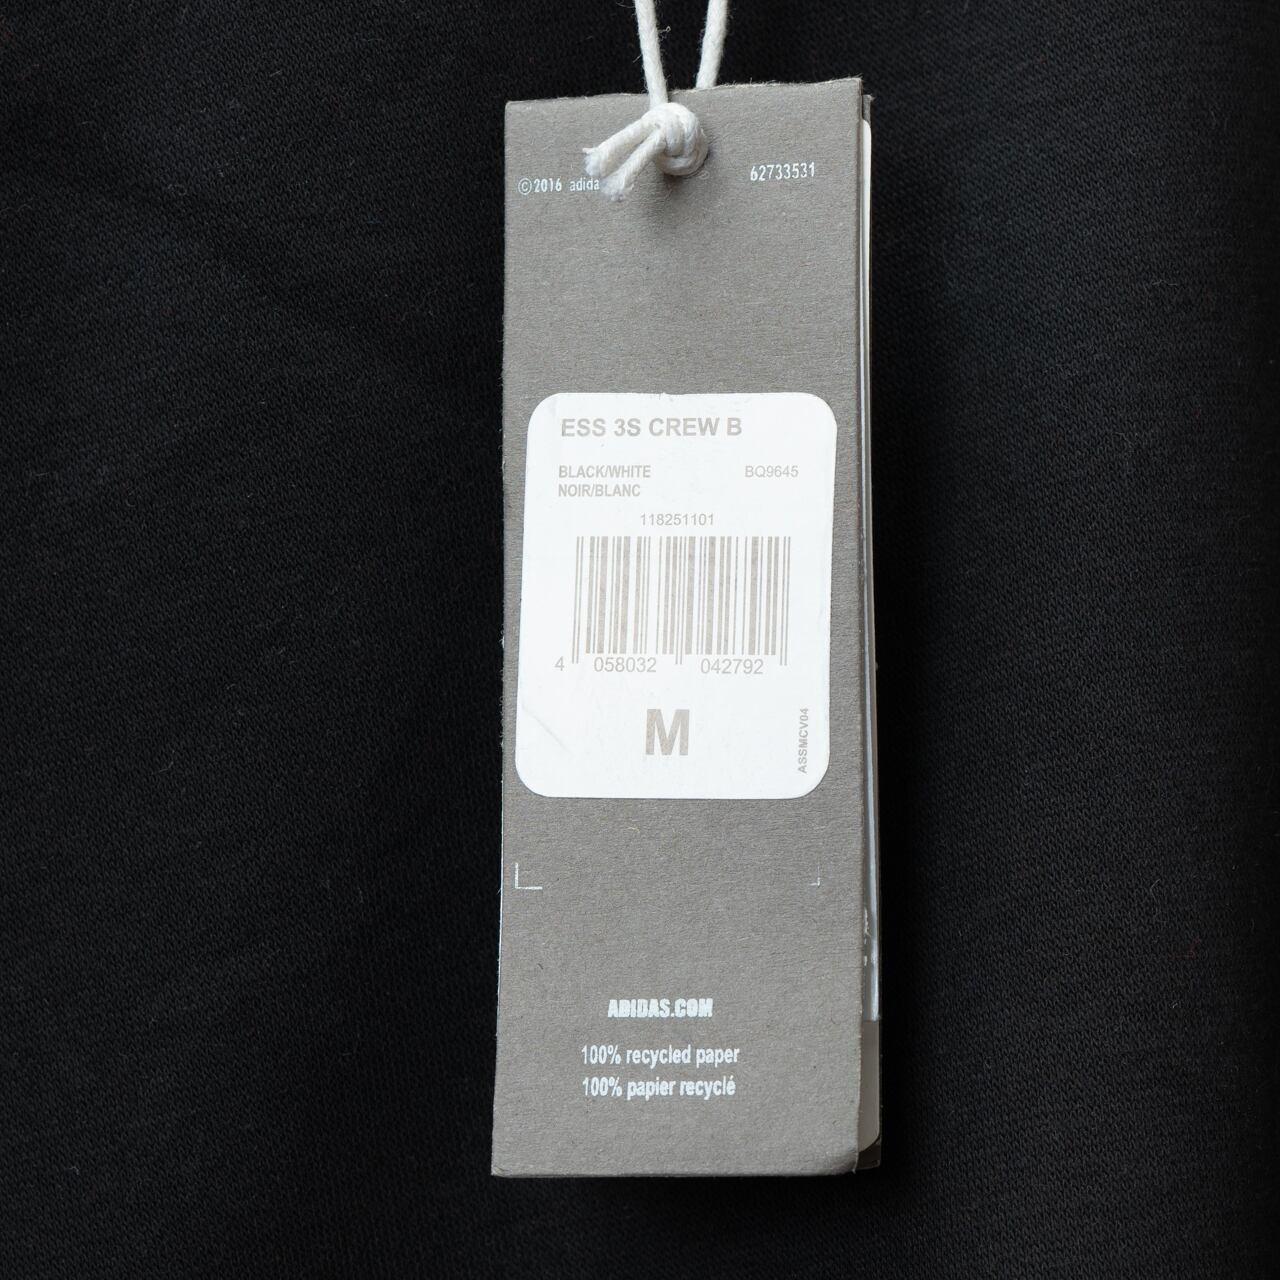 ©2016 adida
62733531
ESS 3S CREW B
BLACK/WHITE
BQ9645
NOIR/BLANC
118251101
4 058032 042792
M
ASSMCV04
ADIDAS.COM
100% recycled paper
100% papier recyclé